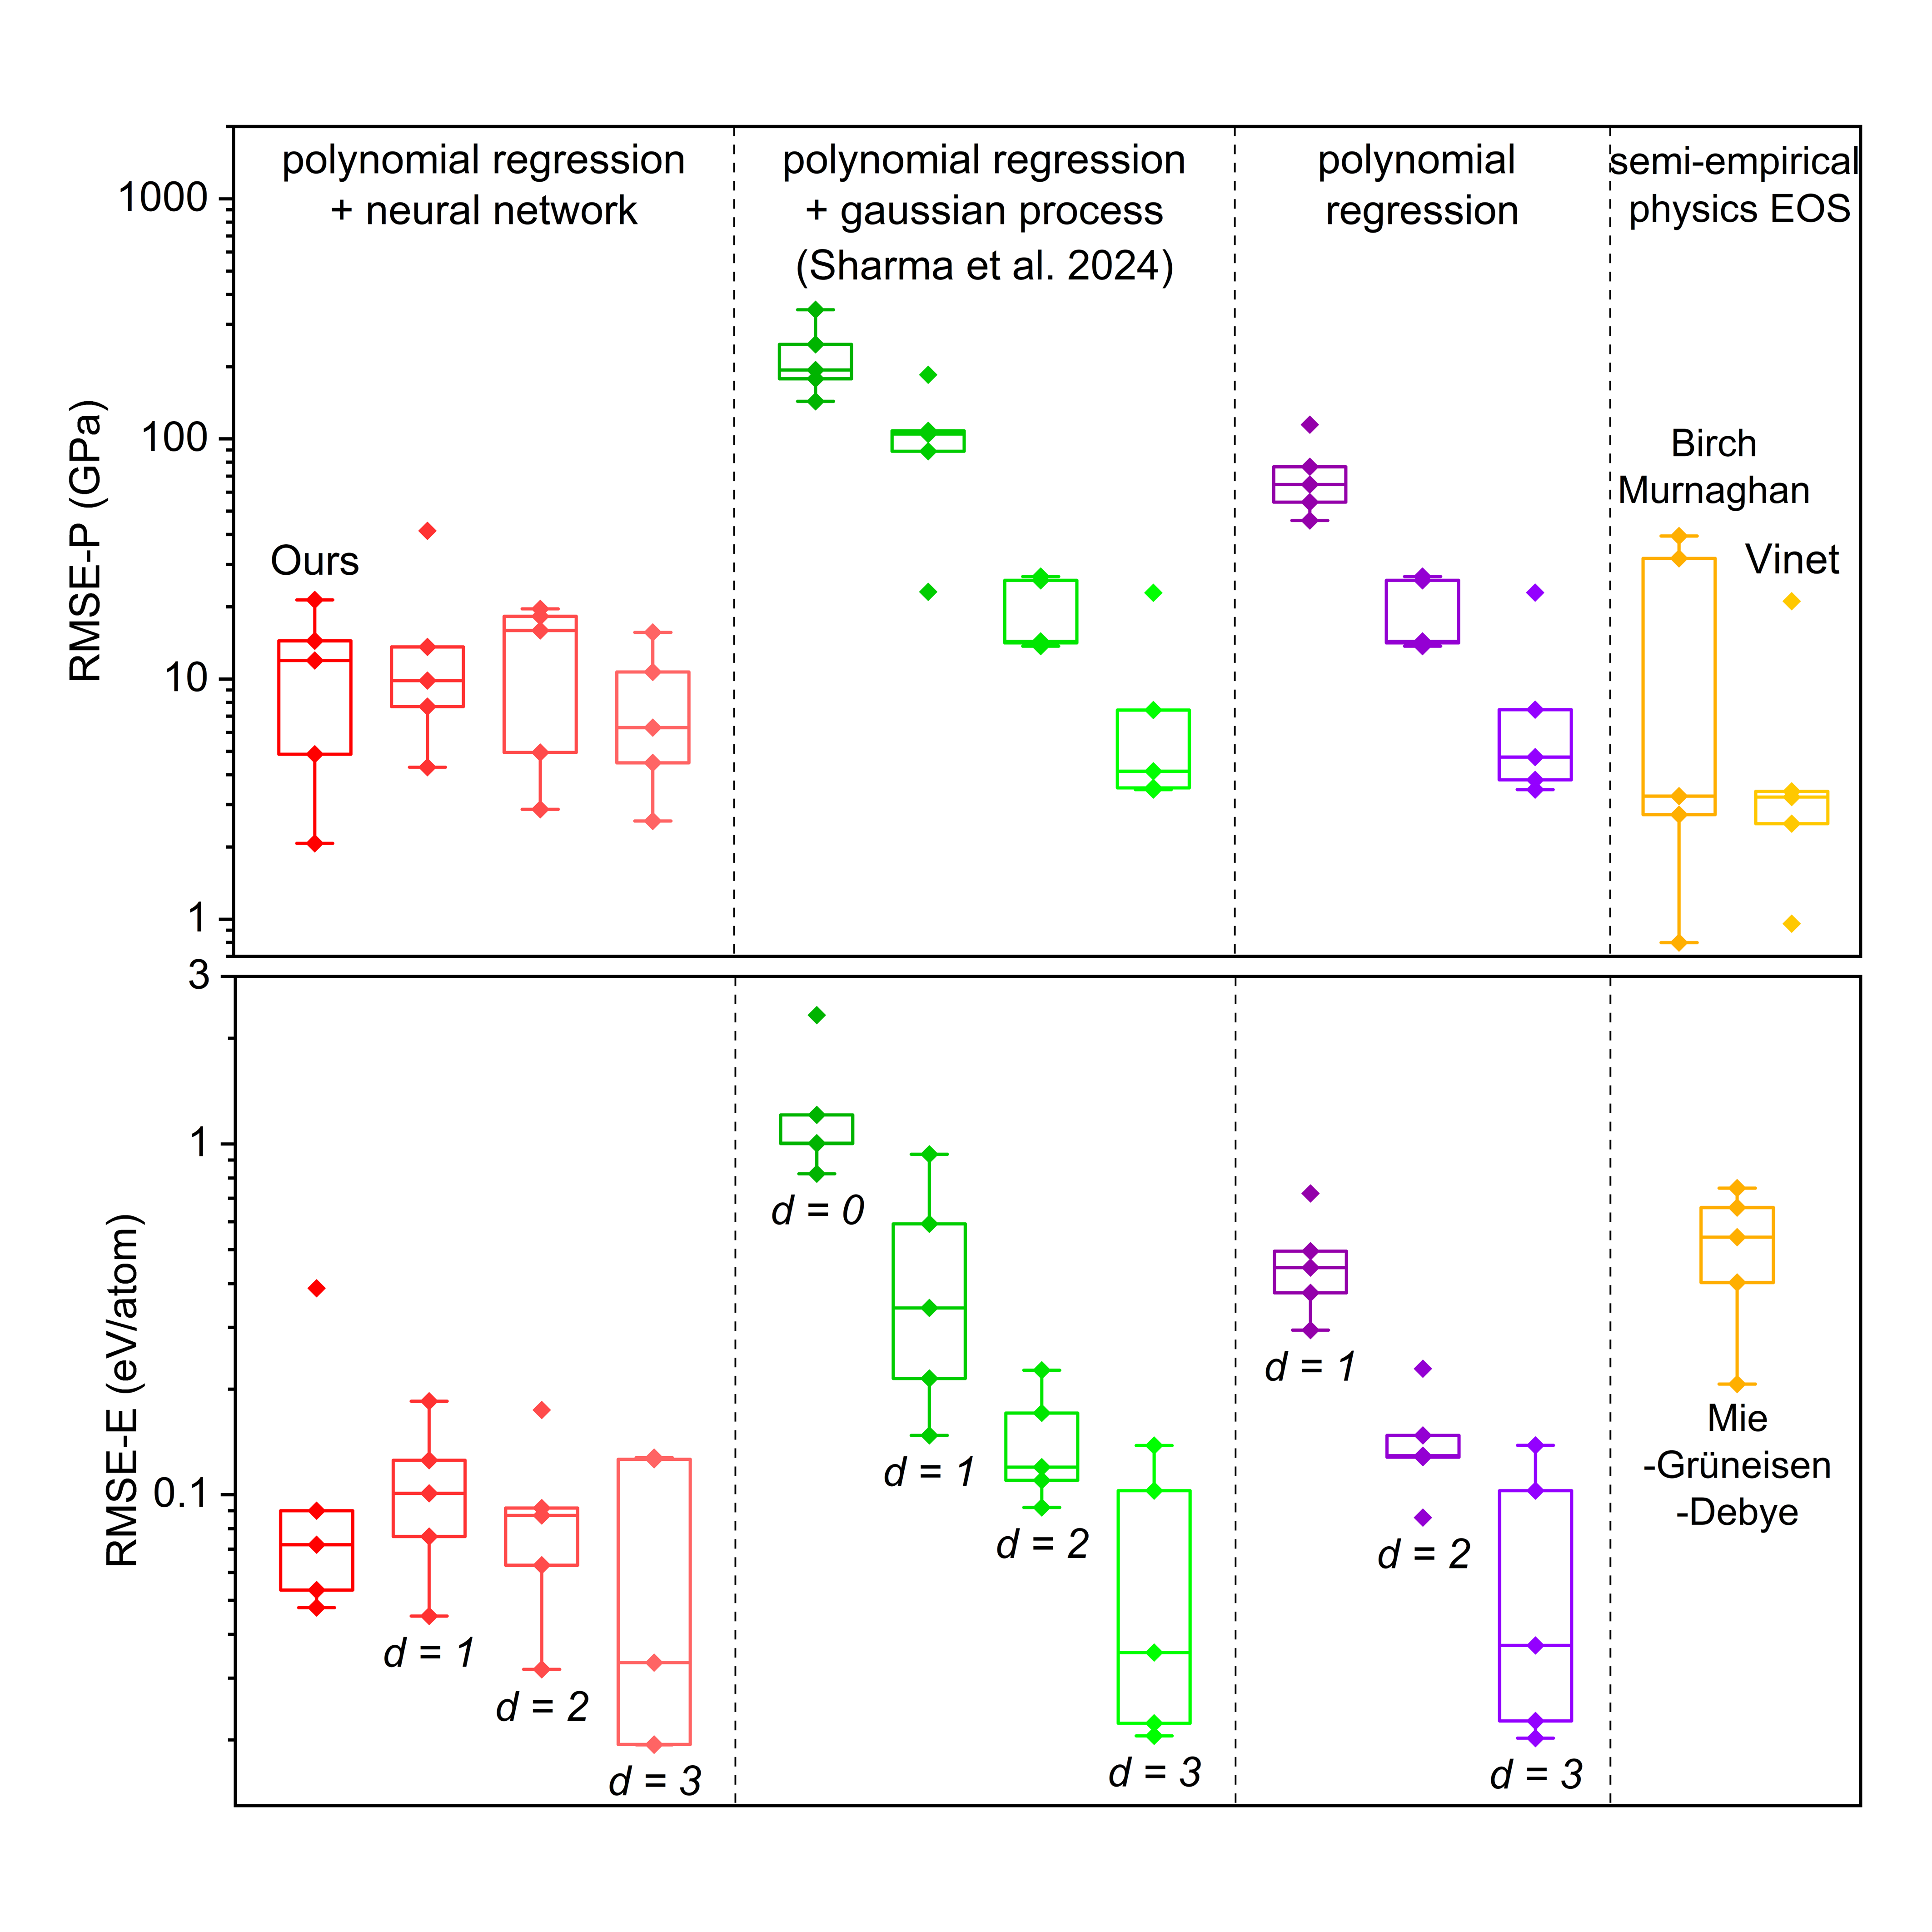 polynomial regression
+ neural network
polynomial regression
+ gaussian process
(Sharma et al. 2024)
polynomial
regression
semi-empirical
physics EOS
1000
100
10
1
RMSE-P (GPa)
Ours
Birch
Murnaghan
Vinet
3
1
0.1
RMSE-E (eV/atom)
d = 1
d = 2
d = 3
d = 0
d = 1
d = 2
d = 3
d = 1
d = 2
d = 3
Mie
-Grüneisen
-Debye